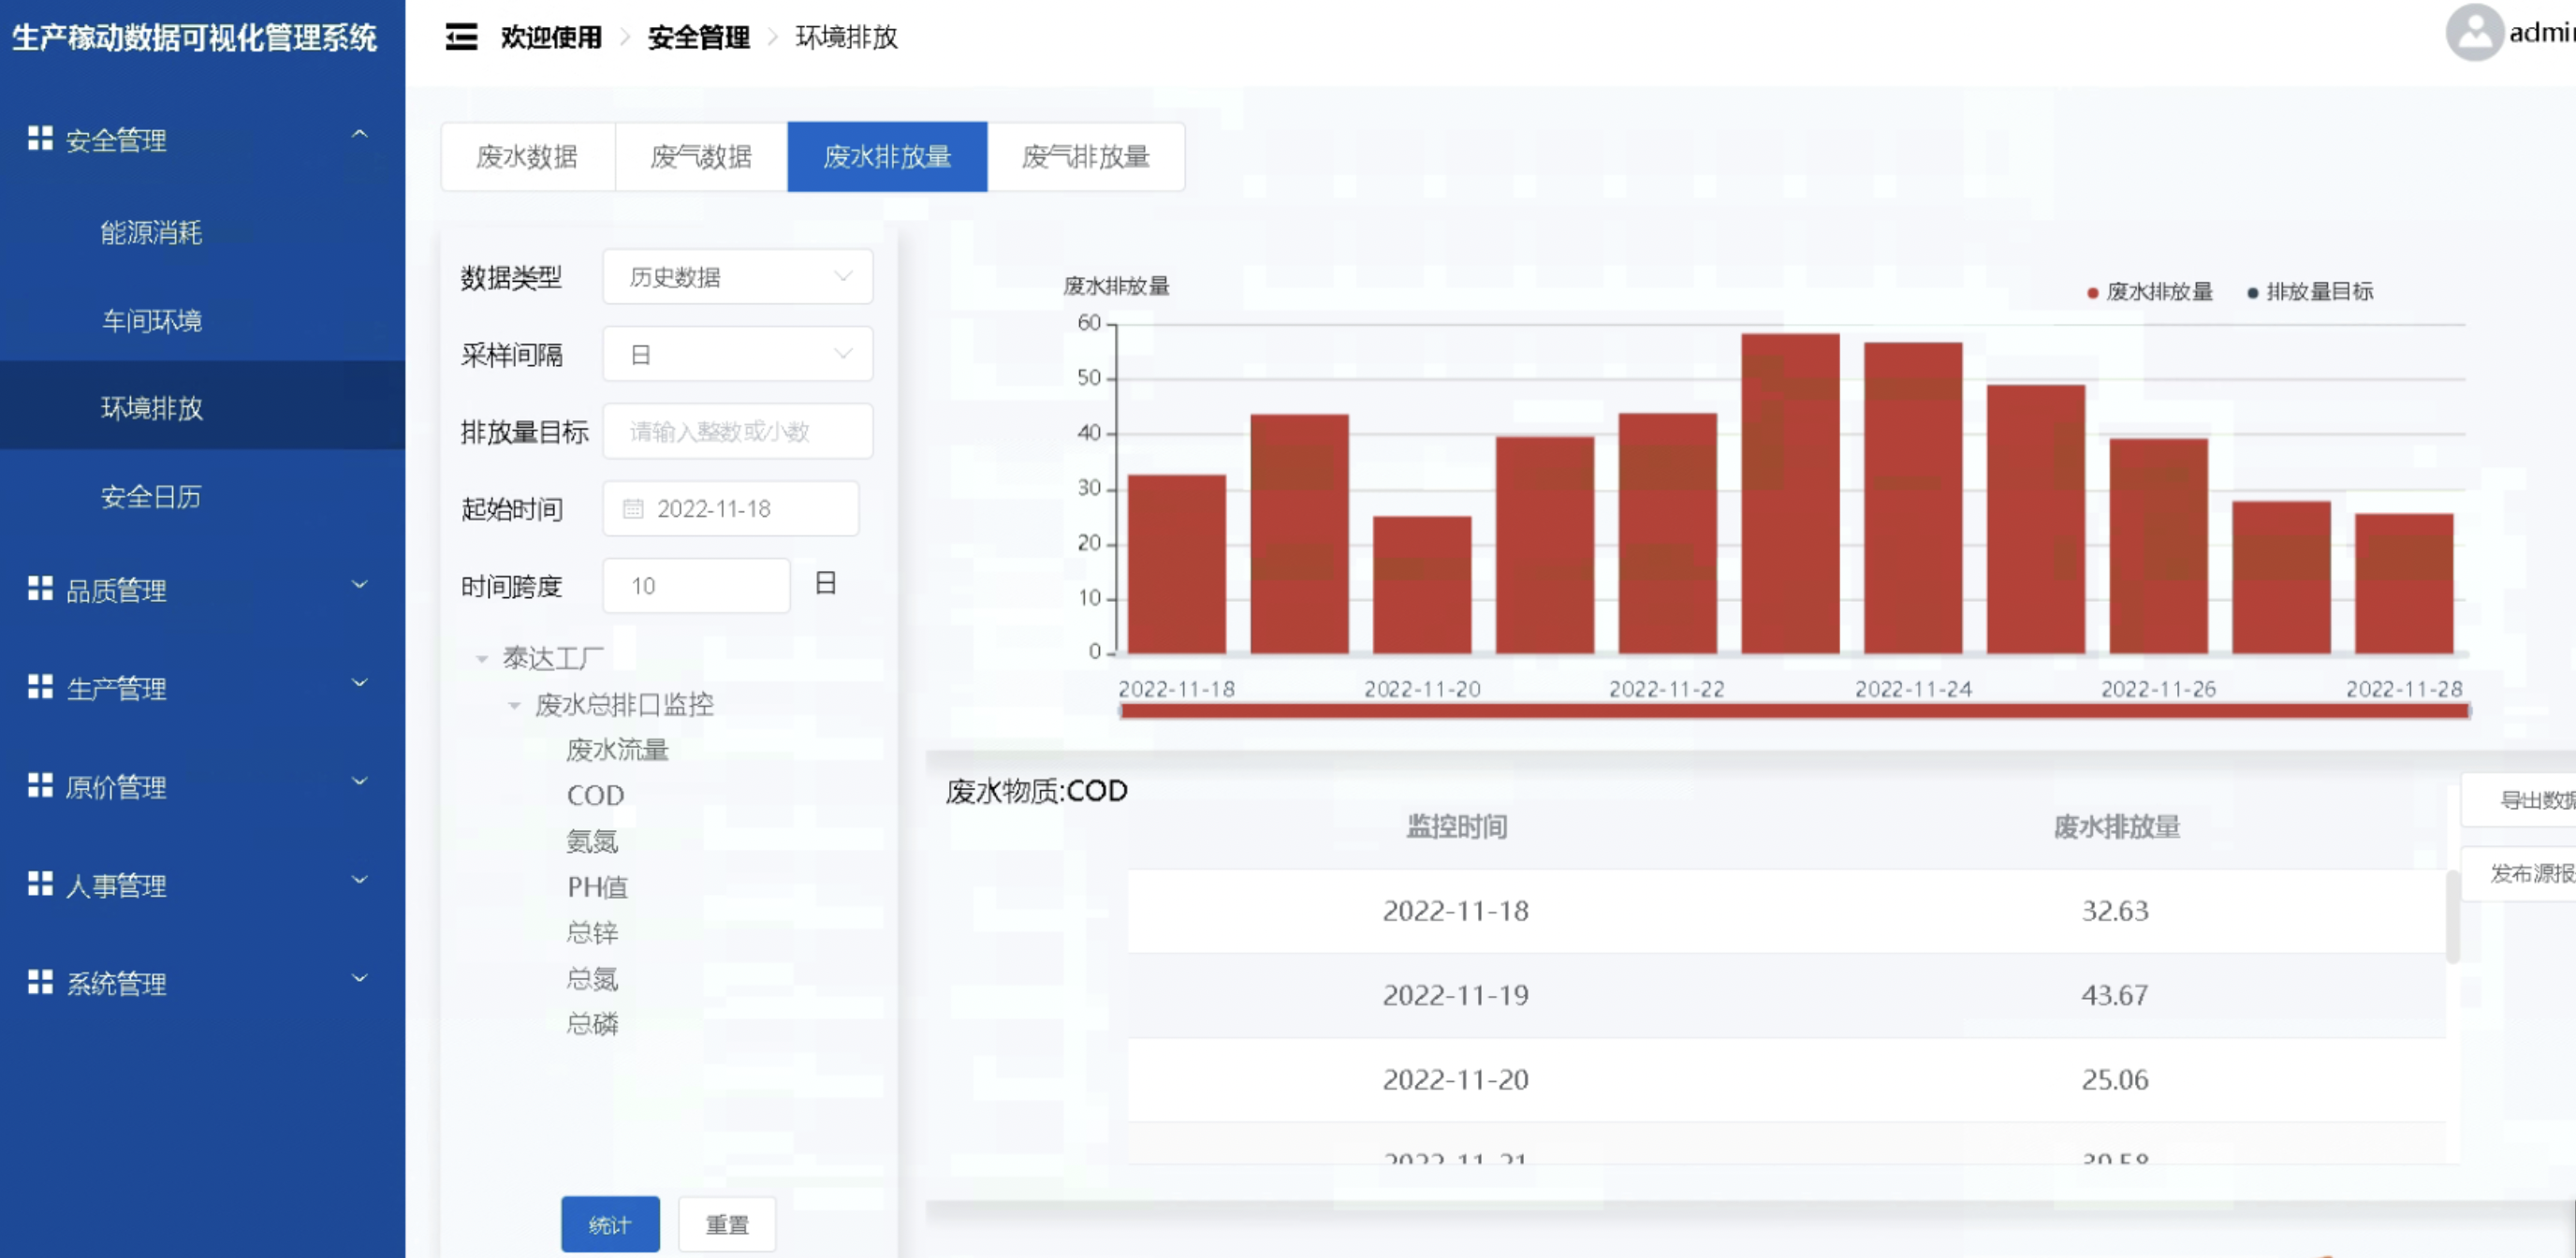 生产稼动数据可视化管理系统
欢迎使用 > 安全管理 > 环境排放
安全管理
能源消耗
车间环境
环境排放
安全日历
品质管理
生产管理
原价管理
人事管理
系统管理
废水数据 废气数据 废水排放量 废气排放量
数据类型 历史数据
采样间隔 日
排放量目标 请输入整数或小数
起始时间 2022-11-18
时间跨度 10 日
泰达工厂
废水总排口监控
废水流量
COD
氨氮
PH值
总锌
总氮
总磷
统计 重置
废水排放量
废水排放量 排放量目标
60
50
40
30
20
10
0
2022-11-18 2022-11-20 2022-11-22 2022-11-24 2022-11-26 2022-11-28
废水物质:COD
监控时间 废水排放量
2022-11-18 32.63
2022-11-19 43.67
2022-11-20 25.06
2022-11-21 39.58
导出数据
发布源报